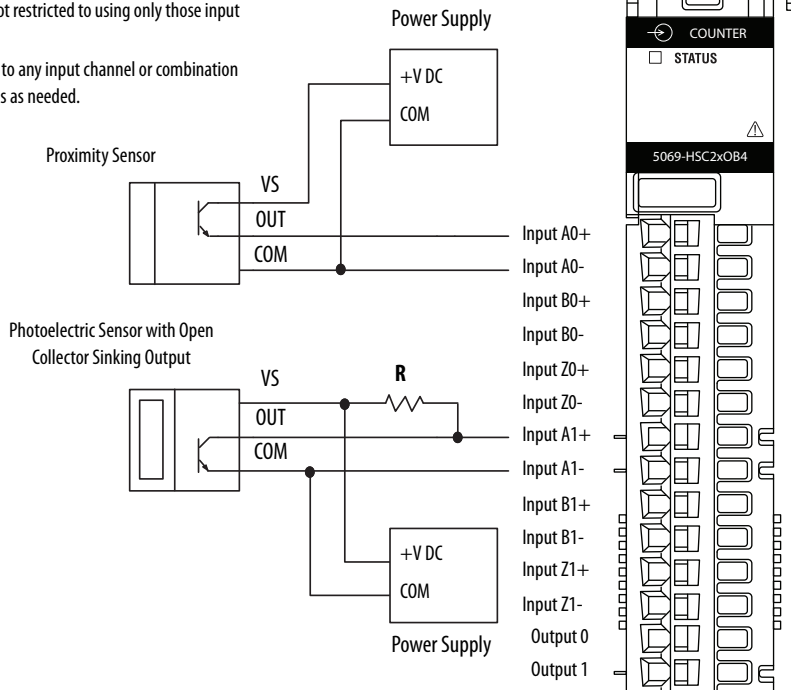 ot restricted to using only those input
to any input channel or combination
s as needed.
Power Supply
+V DC
COM
Proximity Sensor
VS
OUT
COM
Photoelectric Sensor with Open
Collector Sinking Output
VS
R
OUT
COM
+V DC
COM
Power Supply
Input A0+
Input A0-
Input B0+
Input B0-
Input Z0+
Input Z0-
Input A1+
Input A1-
Input B1+
Input B1-
Input Z1+
Input Z1-
Output 0
Output 1
COUNTER
STATUS
5069-HSC2xOB4